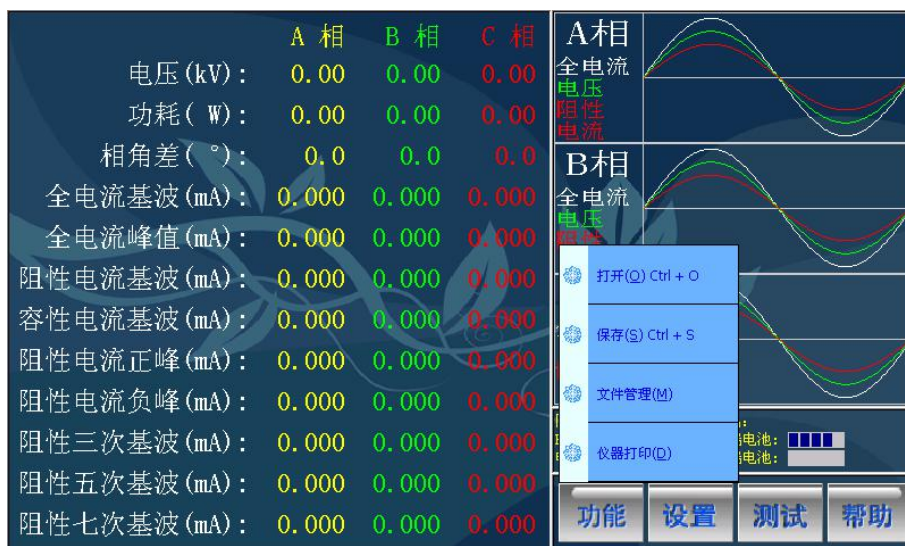 A 相 B 相 C 相
电压(kV): 0.00 0.00 0.00
功耗( W): 0.00 0.00 0.00
相角差( °): 0.0 0.0 0.0
全电流基波(mA): 0.000 0.000 0.000
全电流峰值(mA): 0.000 0.000 0.000
阻性电流基波(mA): 0.000 0.000 0.000
容性电流基波(mA): 0.000 0.000 0.000
阻性电流正峰(mA): 0.000 0.000 0.000
阻性电流负峰(mA): 0.000 0.000 0.000
阻性三次基波(mA): 0.000 0.000 0.000
阻性五次基波(mA): 0.000 0.000 0.000
阻性七次基波(mA): 0.000 0.000 0.000
A相
全电流
电压
阻性
电流
B相
全电流
电压
阻性
打开(O) Ctrl + O
保存(S) Ctrl + S
文件管理(M)
仪器打印(D)
电池:
电池:
功能 设置 测试 帮助